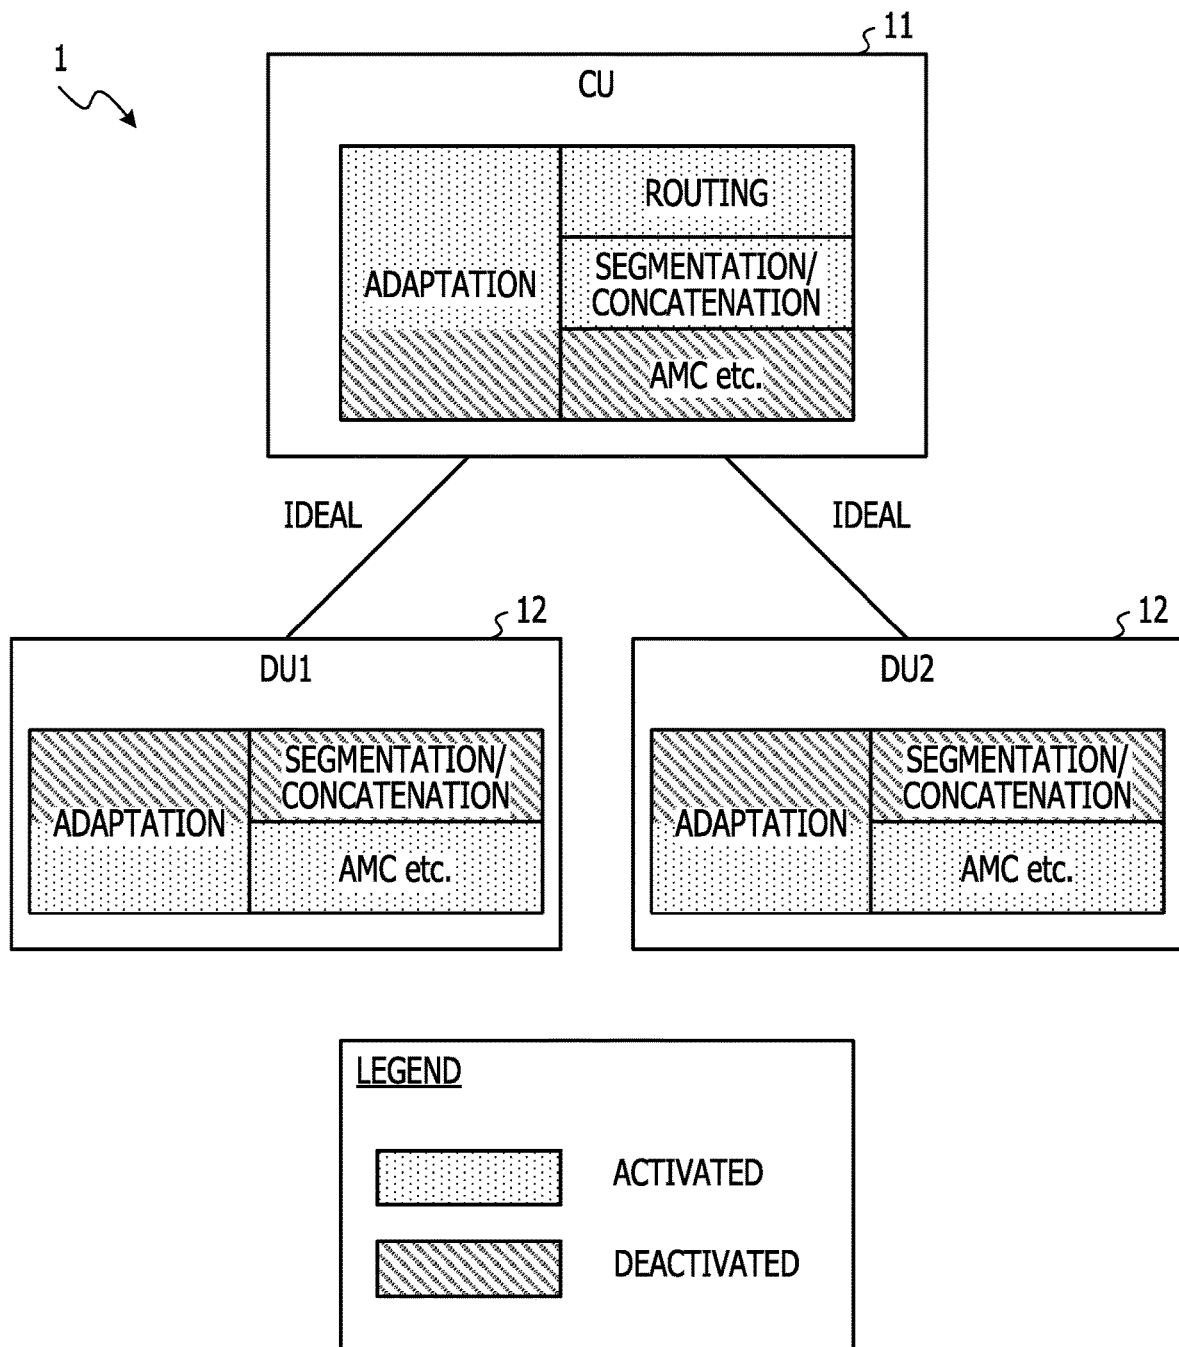 11
1
CU
ROUTING
ADAPTATION
SEGMENTATION/
CONCATENATION
AMC etc.
IDEAL
IDEAL
12
12
DU1
DU2
SEGMENTATION/
CONCATENATION
ADAPTATION
AMC etc.
SEGMENTATION/
CONCATENATION
ADAPTATION
AMC etc.
LEGEND
ACTIVATED
DEACTIVATED